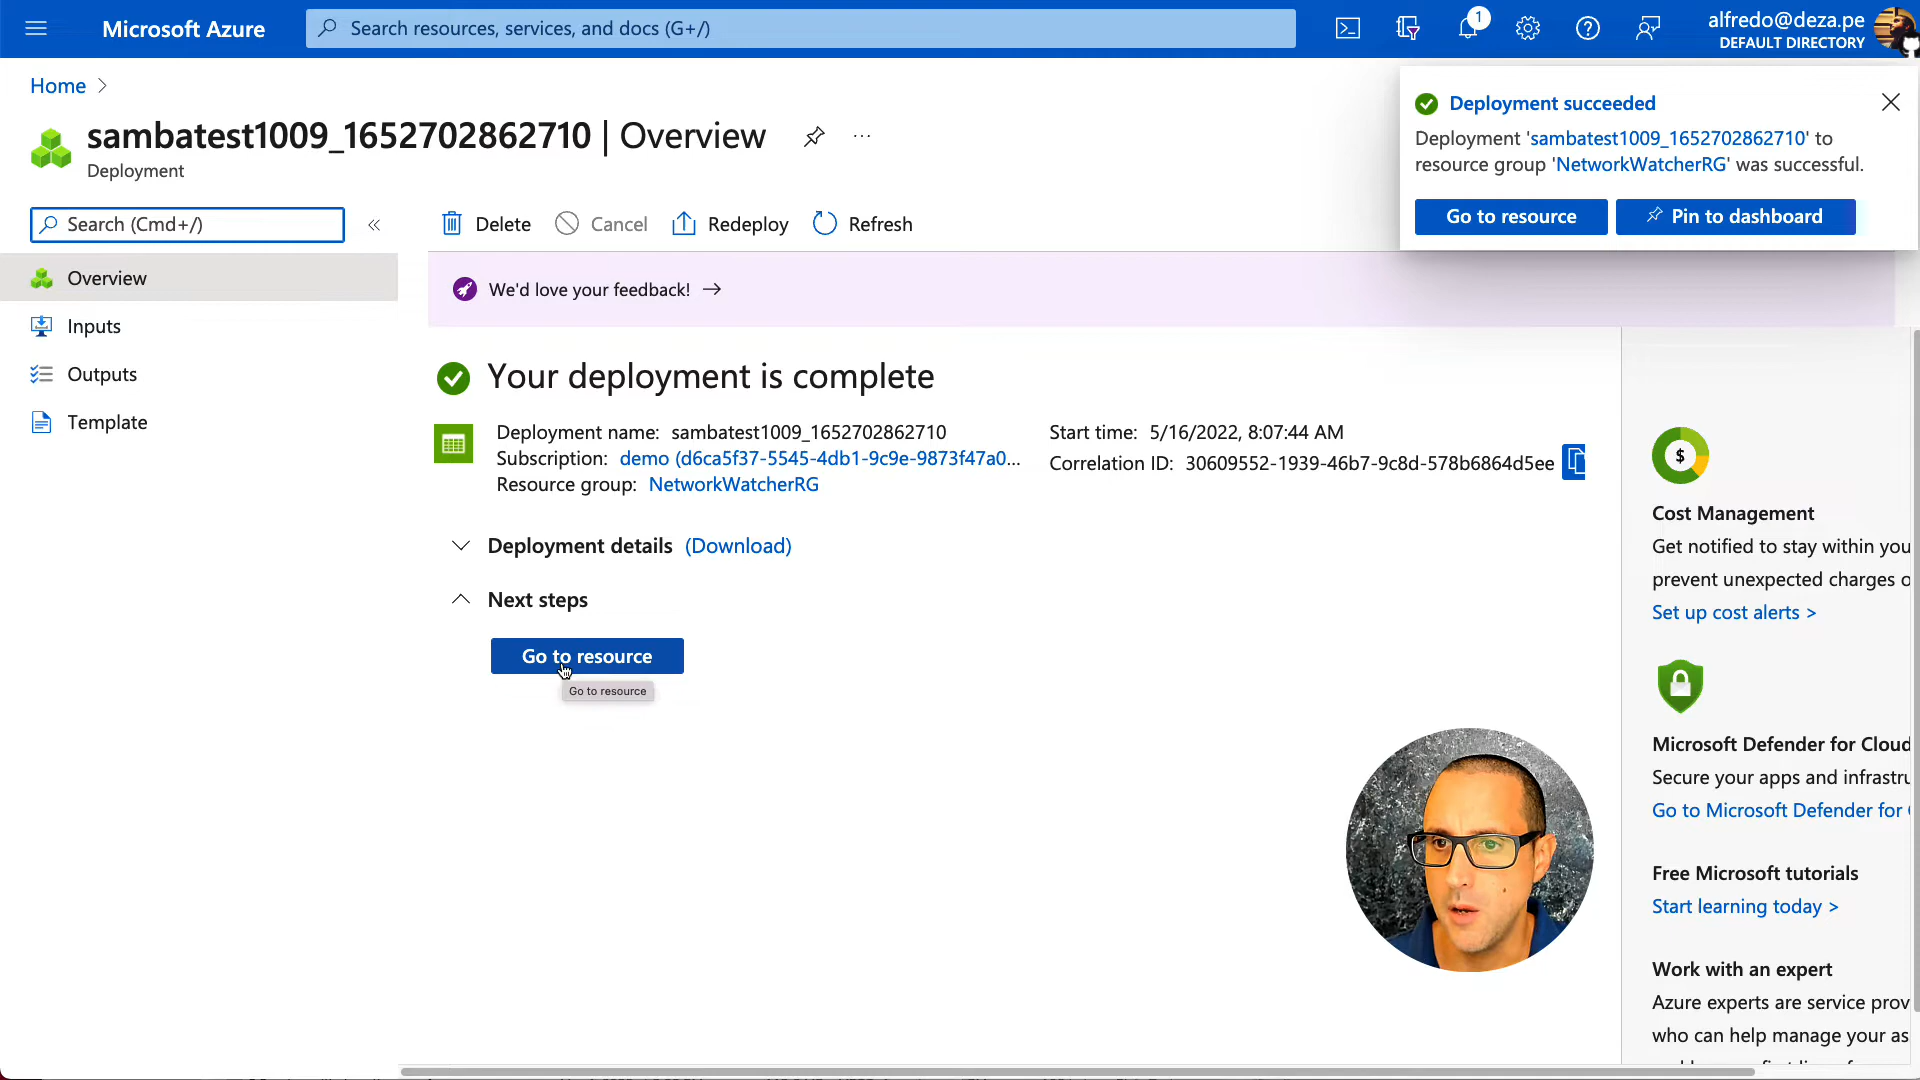 Microsoft Azure
Search resources, services, and docs (G+/)
1
alfredo@deza.pe
DEFAULT DIRECTORY
Home
sambatest1009_1652702862710 | Overview
Deployment
Deployment succeeded
Deployment 'sambatest1009_1652702862710' to
resource group 'NetworkWatcherRG' was successful.
Go to resource
Pin to dashboard
Search (Cmd+/)
«
Delete
Cancel
Redeploy
Refresh
Overview
Inputs
Outputs
Template
We'd love your feedback! →
Your deployment is complete
Deployment name: sambatest1009_1652702862710
Subscription: demo (d6ca5f37-5545-4db1-9c9e-9873f47a0...
Resource group: NetworkWatcherRG
Start time: 5/16/2022, 8:07:44 AM
Correlation ID: 30609552-1939-46b7-9c8d-578b6864d5ee
Deployment details (Download)
Next steps
Go to resource
Go to resource
$
Cost Management
Get notified to stay within you
prevent unexpected charges o
Set up cost alerts >
Microsoft Defender for Cloud
Secure your apps and infrastru
Go to Microsoft Defender for
Free Microsoft tutorials
Start learning today >
Work with an expert
Azure experts are service prov
who can help manage your as